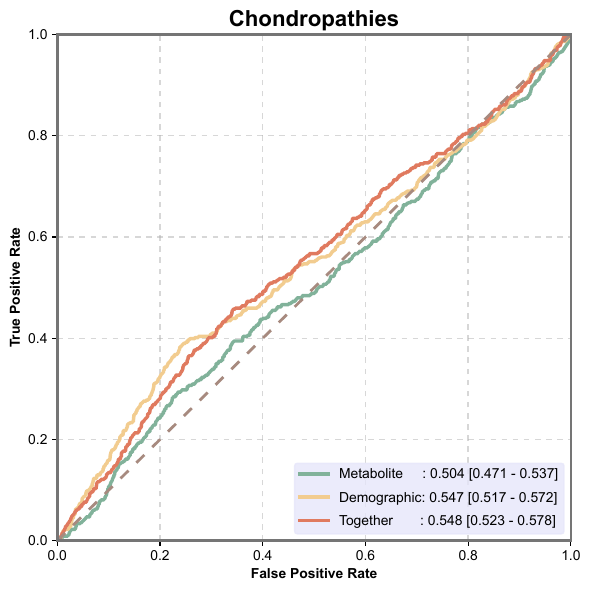 Chondropathies
1.0
0.8
0.6
0.4
0.2
0.0
True Positive Rate
Metabolite : 0.504 [0.471 - 0.537]
Demographic: 0.547 [0.517 - 0.572]
Together : 0.548 [0.523 - 0.578]
0.0 0.2 0.4 0.6 0.8 1.0
False Positive Rate